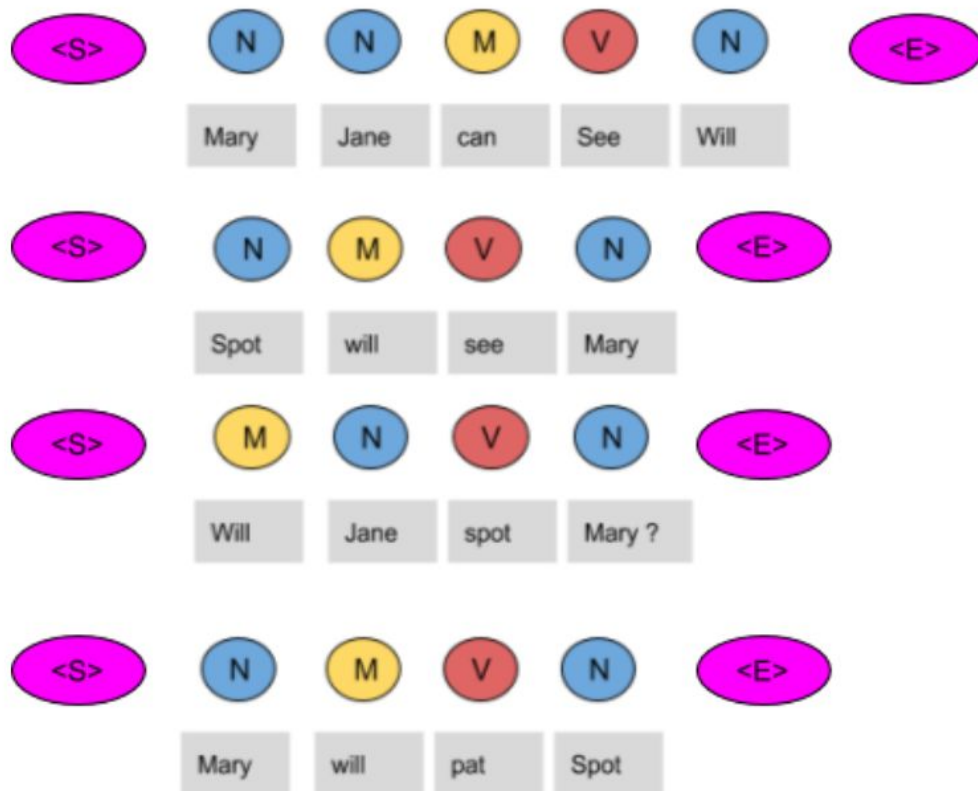 <S> N N M V N <E>
Mary Jane can See Will
<S> N M V N <E>
Spot will see Mary
<S> M N V N <E>
Will Jane spot Mary ?
<S> N M V N <E>
Mary will pat Spot